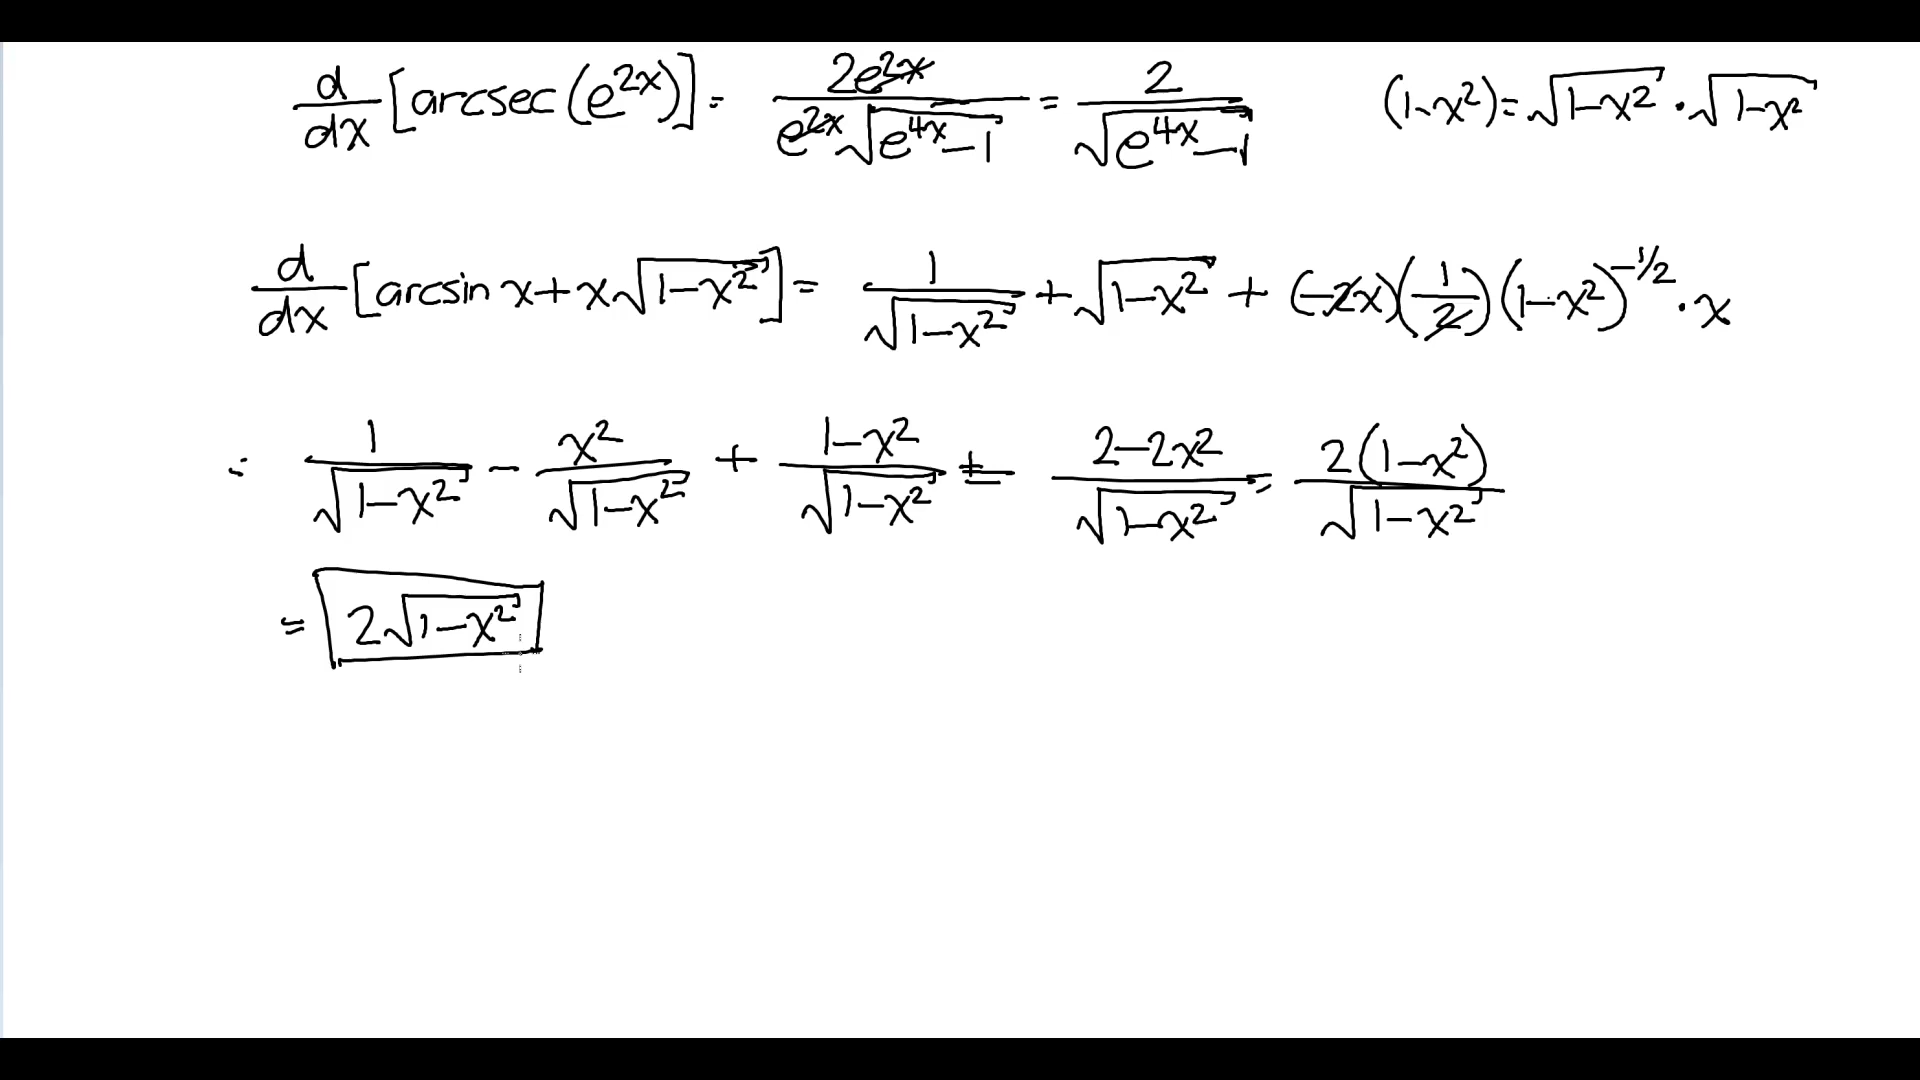 d/dx [arcsec(e^{2x})] = 2e^{2x} / (e^{2x} √(e^{4x} − 1)) = 2 / √(e^{4x} − 1)    (1−x²) = √(1−x²) · √(1−x²)
d/dx [arcsin x + x√(1−x²)] = 1/√(1−x²) + √(1−x²) + (−2x)(1/2)(1−x²)^{−1/2} · x
= 1/√(1−x²) − x²/√(1−x²) + (1−x²)/√(1−x²) = (2−2x²)/√(1−x²) = 2(1−x²)/√(1−x²)
= 2√(1−x²)